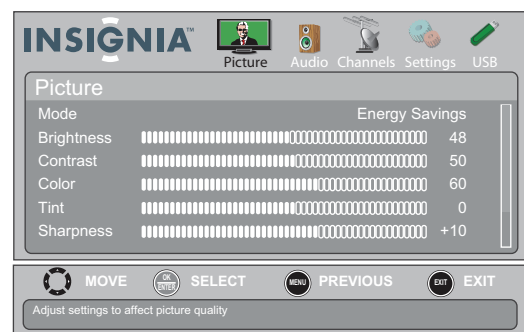 INSIGNIA™
Picture Audio Channels Settings USB
Picture
Mode Energy Savings
Brightness 48
Contrast 50
Color 60
Tint 0
Sharpness +10
MOVE OK ENTER SELECT MENU PREVIOUS EXIT EXIT
Adjust settings to affect picture quality